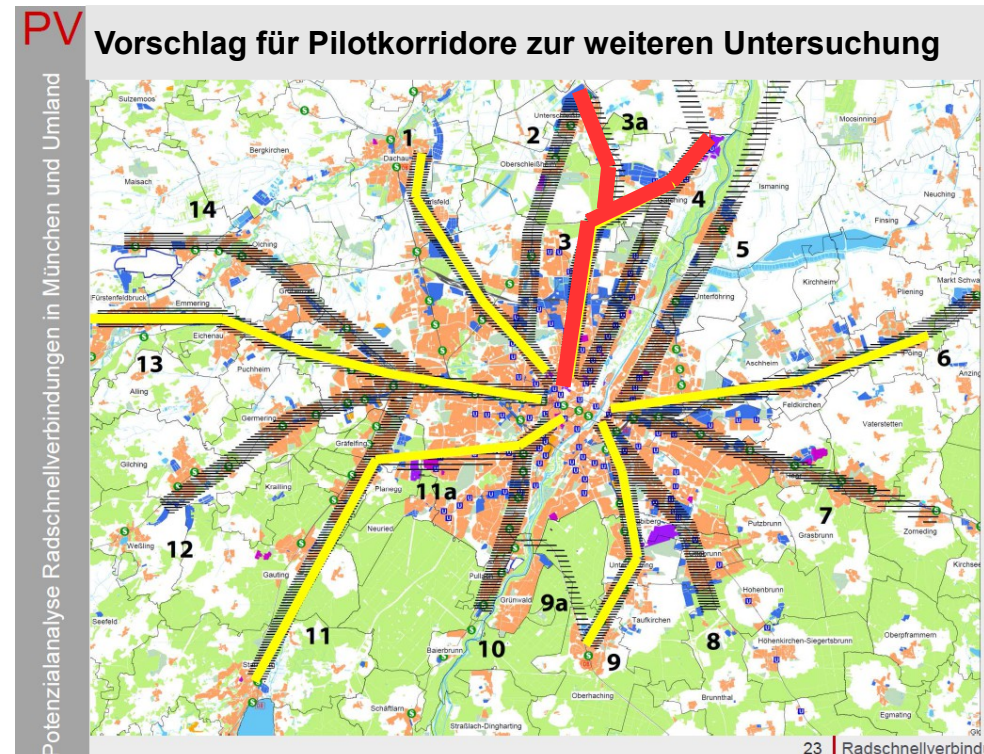 PV
Vorschlag für Pilotkorridore zur weiteren Untersuchung
Potenzialanalyse Radschnellverbindungen in München und Umland
Sulzemoos
Bergkirchen
Maisach
Dachau
1
2
3a
Oberschleißh
Moosinning
Ismaning
Neuching
Finsing
14
Olching
3
4
5
Kirchheim
Pliening
Markt Schwa
Fürstenfeldbruck
Emmering
Eichenau
Puchheim
Unterföhring
Aschheim
Feldkirchen
Poing
6
Anzing
13
Alling
Germering
Vaterstetten
Gilching
Gräfelfing
Krailling
Planegg
11a
Neuried
7
Zorneding
Grasbrunn
Putzbrunn
Kirchsee
Weßling
12
Gauting
Pullach
Grünwald
9a
Taufkirchen
Hohenbrunn
8
Seefeld
11
10
Baierbrunn
9
Höhenkirchen-Siegertsbrunn
Oberpframmern
Oberhaching
Brunnthal
Schäftlarn
Straßlach-Dingharting
Egmating
23
Radschnellverbind